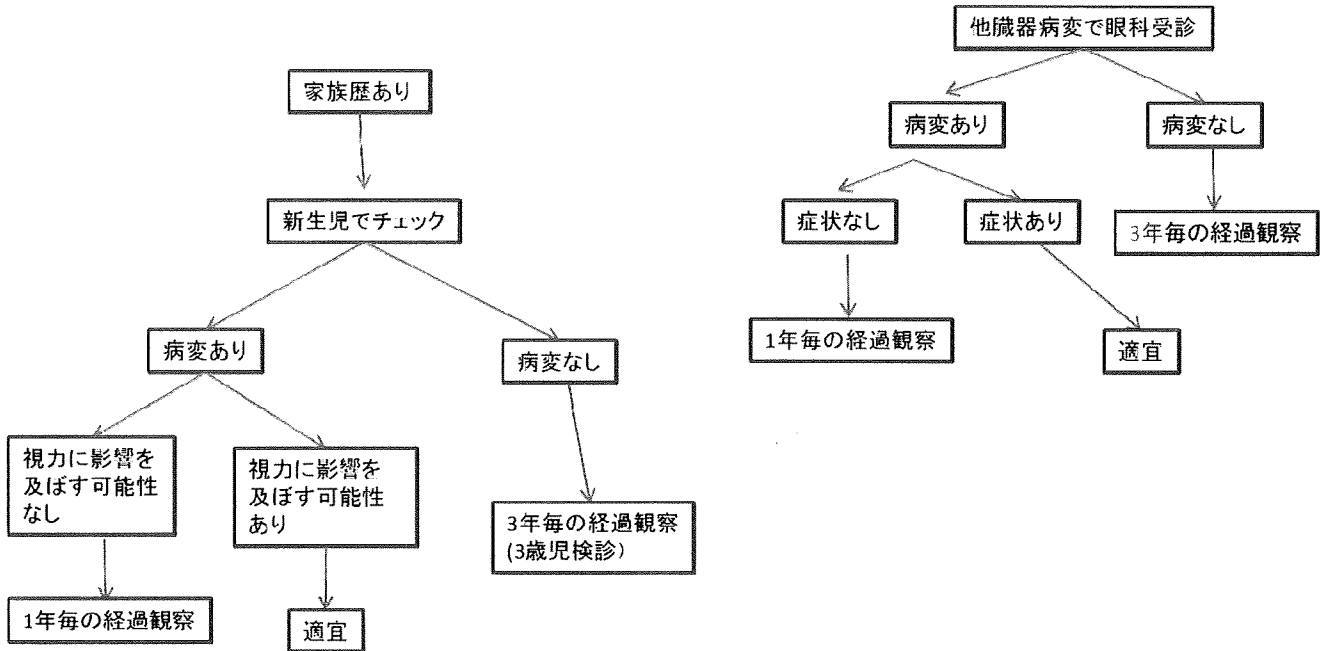 家族歴あり
新生児でチェック
病変あり
病変なし
視力に影響を
及ぼす可能性
なし
視力に影響を
及ぼす可能性
あり
3年毎の経過観察
(3歳児検診)
1年毎の経過観察
適宜
他臓器病変で眼科受診
病変あり
病変なし
症状なし
症状あり
3年毎の経過観察
1年毎の経過観察
適宜